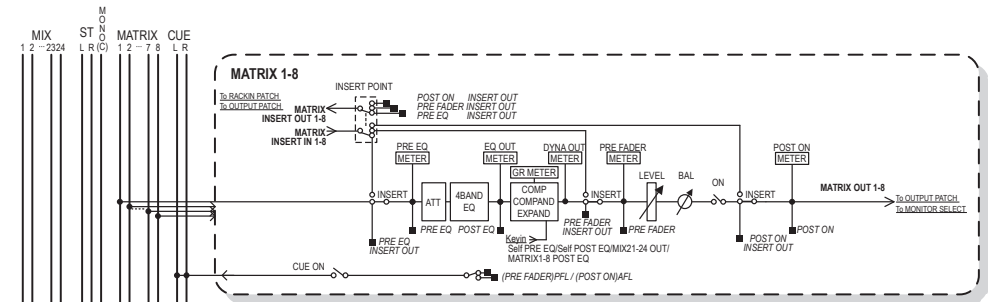 MIX
1 2 ··· 2324
ST
L R (C)
MONO
MATRIX
1 2 ··· 7 8
CUE
L R
MATRIX 1-8
INSERT POINT
To RACKIN PATCH
To OUTPUT PATCH
MATRIX
INSERT OUT 1-8
MATRIX
INSERT IN 1-8
POST ON INSERT OUT
PRE FADER INSERT OUT
PRE EQ INSERT OUT
PRE EQ
METER
EQ OUT
METER
DYNA OUT
METER
PRE FADER
METER
POST ON
METER
GR METER
LEVEL
BAL
ON
INSERT
ATT
4BAND
EQ
COMP
COMPAND
EXPAND
INSERT
INSERT
MATRIX OUT 1-8
To OUTPUT PATCH
To MONITOR SELECT
PRE EQ
INSERT OUT
PRE EQ
POST EQ
PRE FADER
INSERT OUT
PRE FADER
POST ON
INSERT OUT
POST ON
Keyin
Self PRE EQ/Self POST EQ/MIX21-24 OUT/
MATRIX1-8 POST EQ
CUE ON
(PRE FADER)PFL / (POST ON)AFL